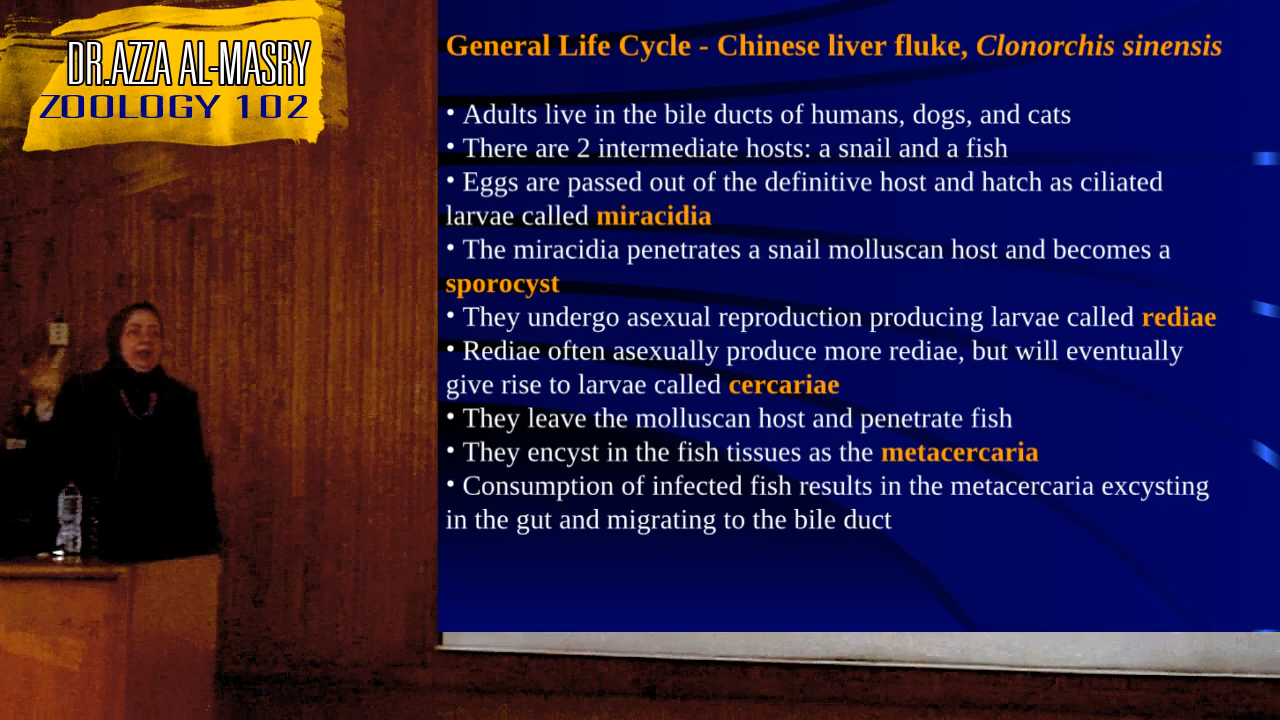 DR.AZZA AL-MASRY
ZOOLOGY 102
General Life Cycle - Chinese liver fluke, Clonorchis sinensis
• Adults live in the bile ducts of humans, dogs, and cats
• There are 2 intermediate hosts: a snail and a fish
• Eggs are passed out of the definitive host and hatch as ciliated
larvae called miracidia
• The miracidia penetrates a snail molluscan host and becomes a
sporocyst
• They undergo asexual reproduction producing larvae called rediae
• Rediae often asexually produce more rediae, but will eventually
give rise to larvae called cercariae
• They leave the molluscan host and penetrate fish
• They encyst in the fish tissues as the metacercaria
• Consumption of infected fish results in the metacercaria excysting
in the gut and migrating to the bile duct